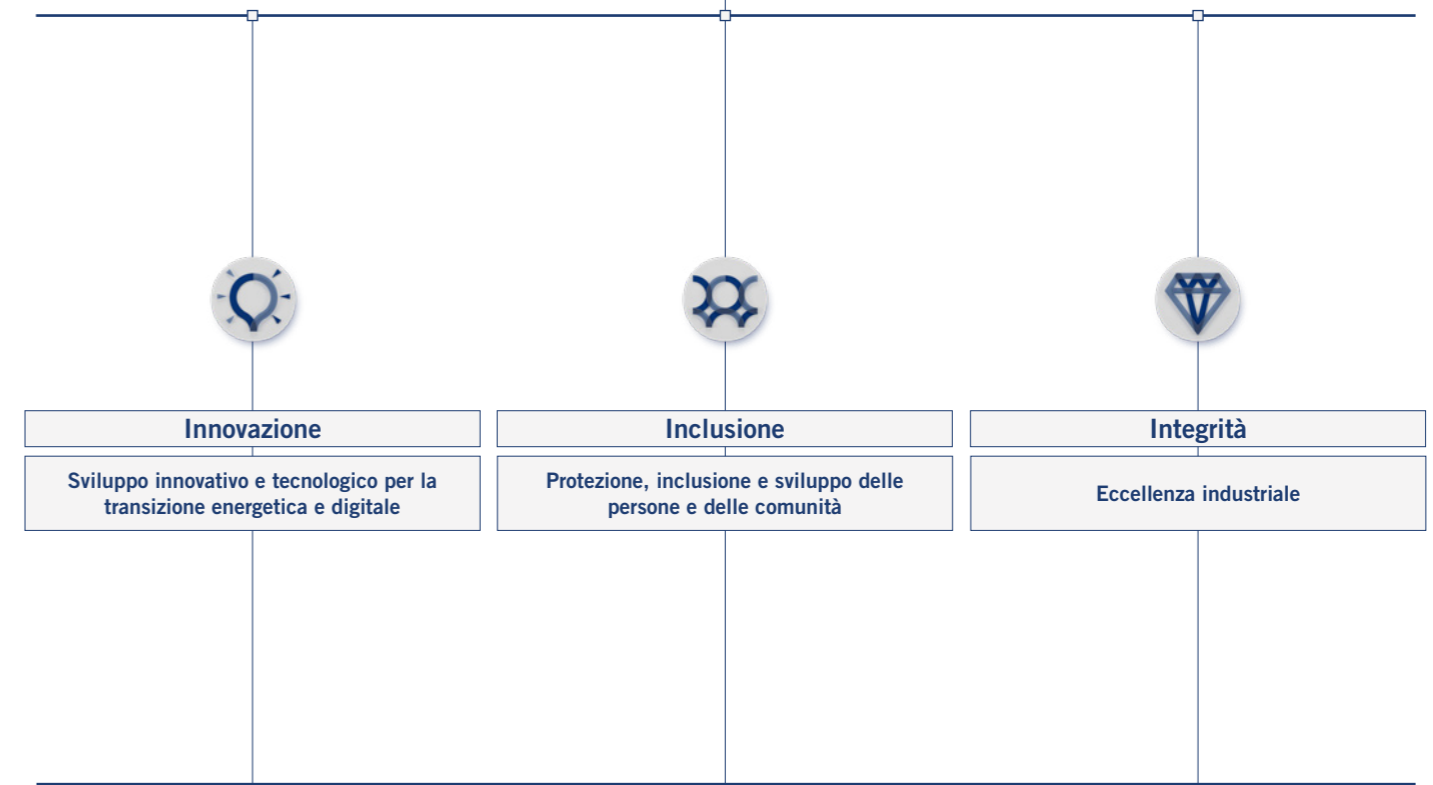 Innovazione
Sviluppo innovativo e tecnologico per la
transizione energetica e digitale
Inclusione
Protezione, inclusione e sviluppo delle
persone e delle comunità
Integrità
Eccellenza industriale